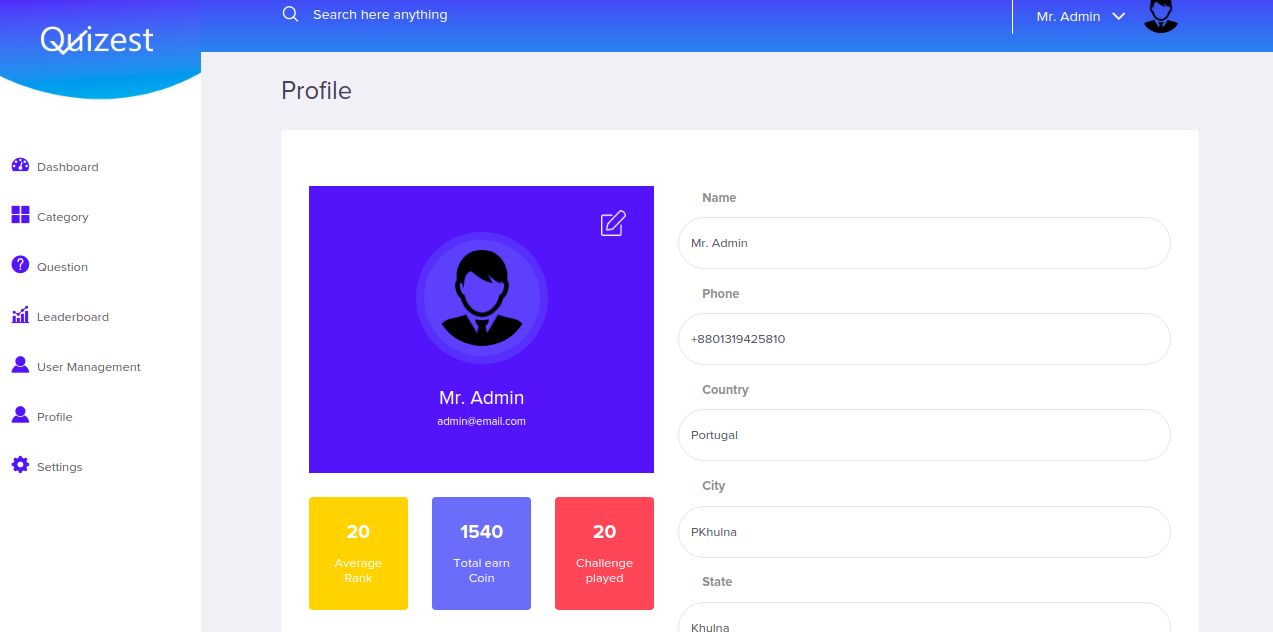 Quizest
Search here anything
Mr. Admin
Profile
Dashboard
Category
Question
Leaderboard
User Management
Profile
Settings
Mr. Admin
admin@email.com
20
Average
Rank
1540
Total earn
Coin
20
Challenge
played
Name
Mr. Admin
Phone
+8801319425810
Country
Portugal
City
PKhulna
State
Khulna